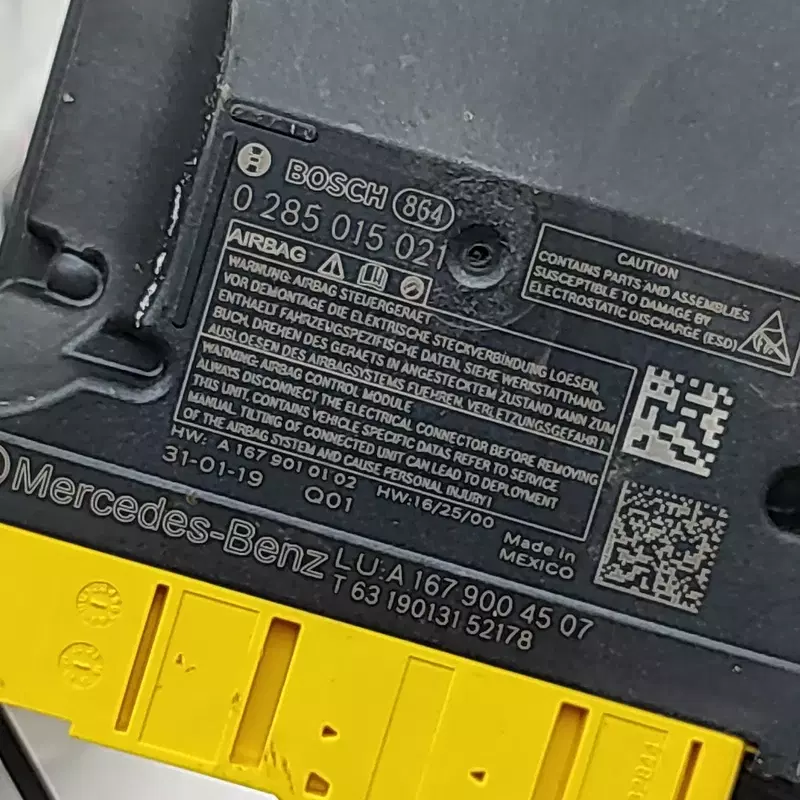 BOSCH 864
0 285 015 021
AIRBAG
WARNUNG: AIRBAG STEUERGERAET
VOR DEMONTAGE DIE ELEKTRISCHE STECKVERBINDUNG LOESEN,
ENTHAELT FAHRZEUGSPEZIFISCHE DATEN, SIEHE WERKSTATTHAND-
BUCH, DREHEN DES GERAETS IN ANGESTECKTEM ZUSTAND KANN ZUM
AUSLOESEN DES AIRBAGSYSTEMS FUEHREN. VERLETZUNGSGEFAHR!
WARNING: AIRBAG CONTROL MODULE
ALWAYS DISCONNECT THE ELECTRICAL CONNECTOR BEFORE REMOVING
THIS UNIT, CONTAINS VEHICLE SPECIFIC DATAS REFER TO SERVICE
MANUAL. TILTING OF CONNECTED UNIT CAN LEAD TO DEPLOYMENT
OF THE AIRBAG SYSTEM AND CAUSE PERSONAL INJURY!
CAUTION
CONTAINS PARTS AND ASSEMBLIES
SUSCEPTIBLE TO DAMAGE BY
ELECTROSTATIC DISCHARGE (ESD)
HW: A 167 901 01 02
31-01-19 Q01 HW:16/25/00
Made in
MEXICO
Mercedes-Benz LU:A 167 900 45 07
T 63 19013152178